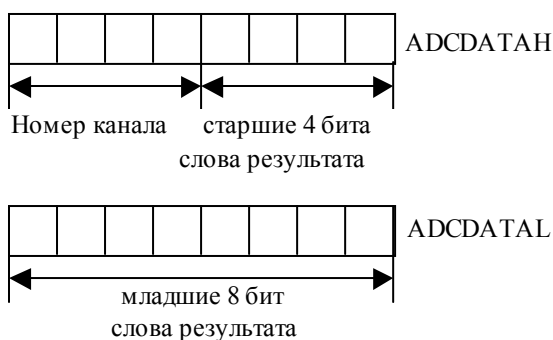 ADCDATAH
Номер канала старшие 4 бита
слова результата
ADCDATAL
младшие 8 бит
слова результата